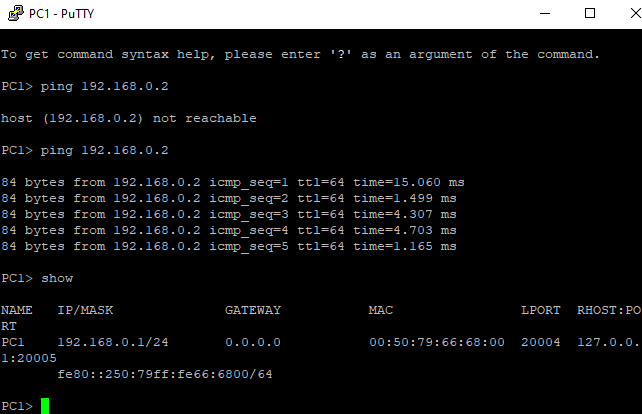 PC1 - PuTTY
To get command syntax help, please enter '?' as an argument of the command.
PC1> ping 192.168.0.2
host (192.168.0.2) not reachable
PC1> ping 192.168.0.2
84 bytes from 192.168.0.2 icmp_seq=1 ttl=64 time=15.060 ms
84 bytes from 192.168.0.2 icmp_seq=2 ttl=64 time=1.499 ms
84 bytes from 192.168.0.2 icmp_seq=3 ttl=64 time=4.307 ms
84 bytes from 192.168.0.2 icmp_seq=4 ttl=64 time=4.703 ms
84 bytes from 192.168.0.2 icmp_seq=5 ttl=64 time=1.165 ms
PC1> show
NAME   IP/MASK              GATEWAY           MAC                LPORT  RHOST:PO
RT
PC1    192.168.0.1/24       0.0.0.0           00:50:79:66:68:00  20004  127.0.0.
1:20005
       fe80::250:79ff:fe66:6800/64
PC1>